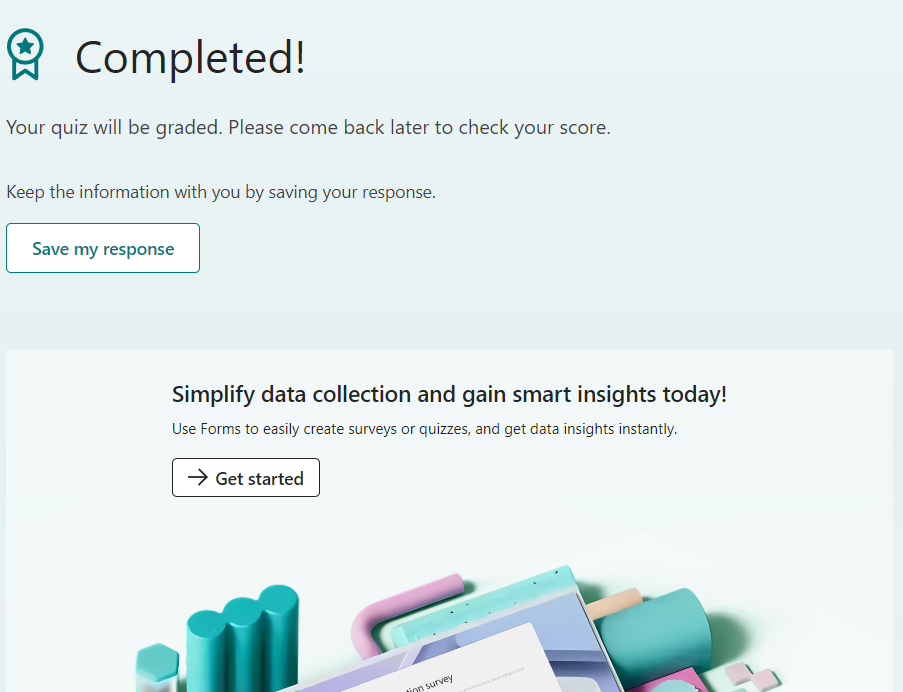 Completed!
Your quiz will be graded. Please come back later to check your score.
Keep the information with you by saving your response.
Save my response
Simplify data collection and gain smart insights today!
Use Forms to easily create surveys or quizzes, and get data insights instantly.
Get started
survey